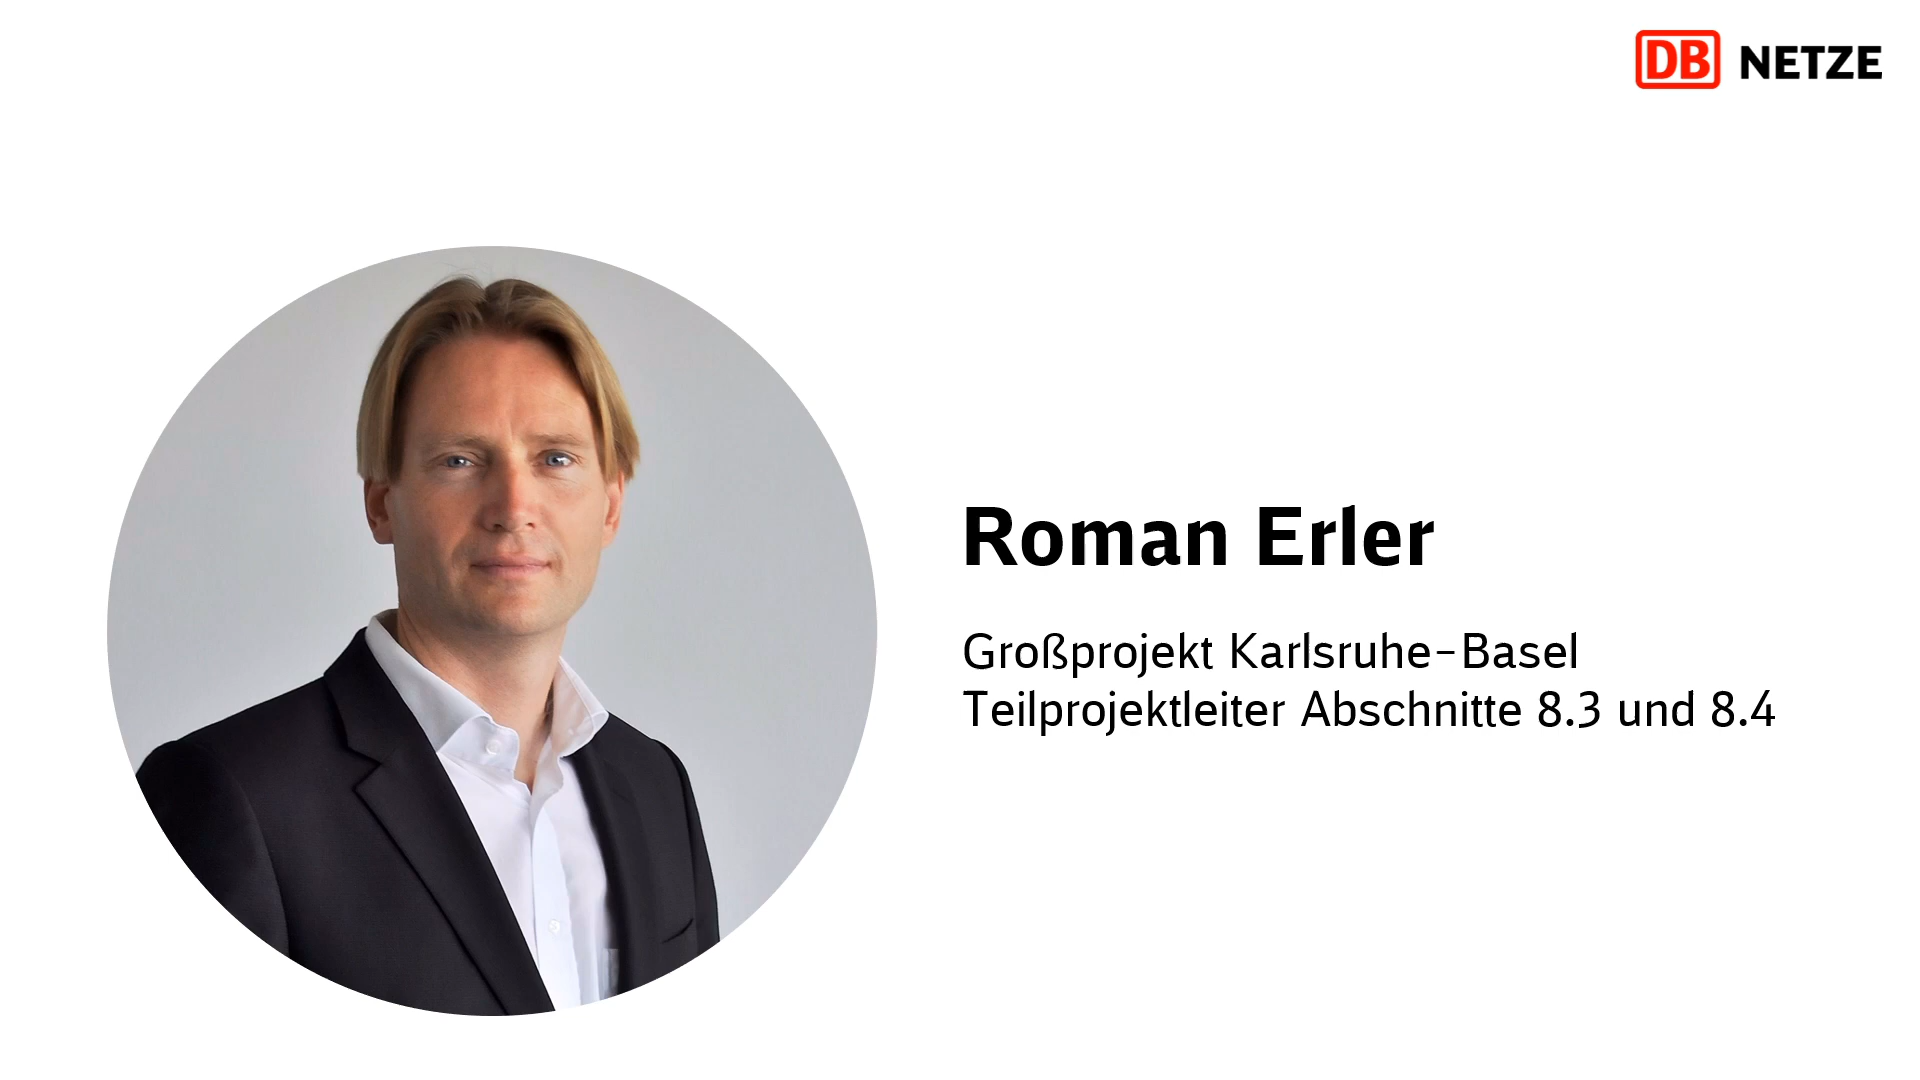 DB NETZE
Roman Erler
Großprojekt Karlsruhe-Basel
Teilprojektleiter Abschnitte 8.3 und 8.4